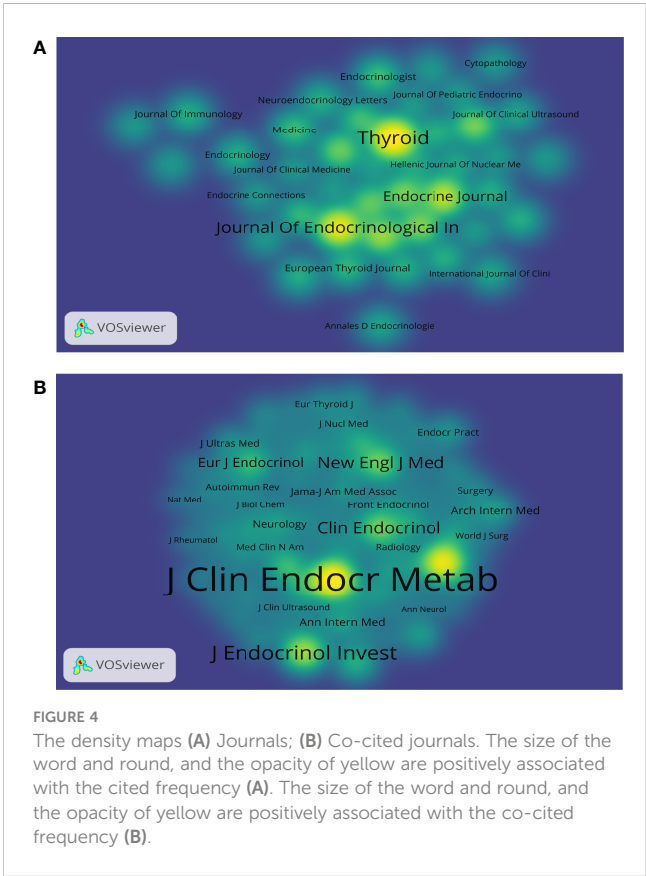 A
Cytopathology
Endocrinologist
Journal Of Pediatric Endocrino
Neuroendocrinology Letters
Journal Of Immunology
Journal Of Clinical Ultrasound
Medicine
Thyroid
Endocrinology
Hellenic Journal Of Nuclear Me
Journal Of Clinical Medicine
Endocrine Connections
Endocrine Journal
Journal Of Endocrinological In
European Thyroid Journal
International Journal Of Clini
Annales D Endocrinologie
VOSviewer
B
Eur Thyroid J
J Nucl Med
Endocr Pract
J Ultras Med
Eur J Endocrinol
New Engl J Med
Autoimmun Rev
Jama-J Am Med Assoc
Surgery
Nat Med
J Biol Chem
Front Endocrinol
Arch Intern Med
Neurology
Clin Endocrinol
World J Surg
J Rheumatol
Med Clin N Am
Radiology
J Clin Endocr Metab
J Clin Ultrasound
Ann Neurol
Ann Intern Med
J Endocrinol Invest
VOSviewer
FIGURE 4
The density maps (A) Journals; (B) Co-cited journals. The size of the
word and round, and the opacity of yellow are positively associated
with the cited frequency (A). The size of the word and round, and
the opacity of yellow are positively associated with the co-cited
frequency (B).